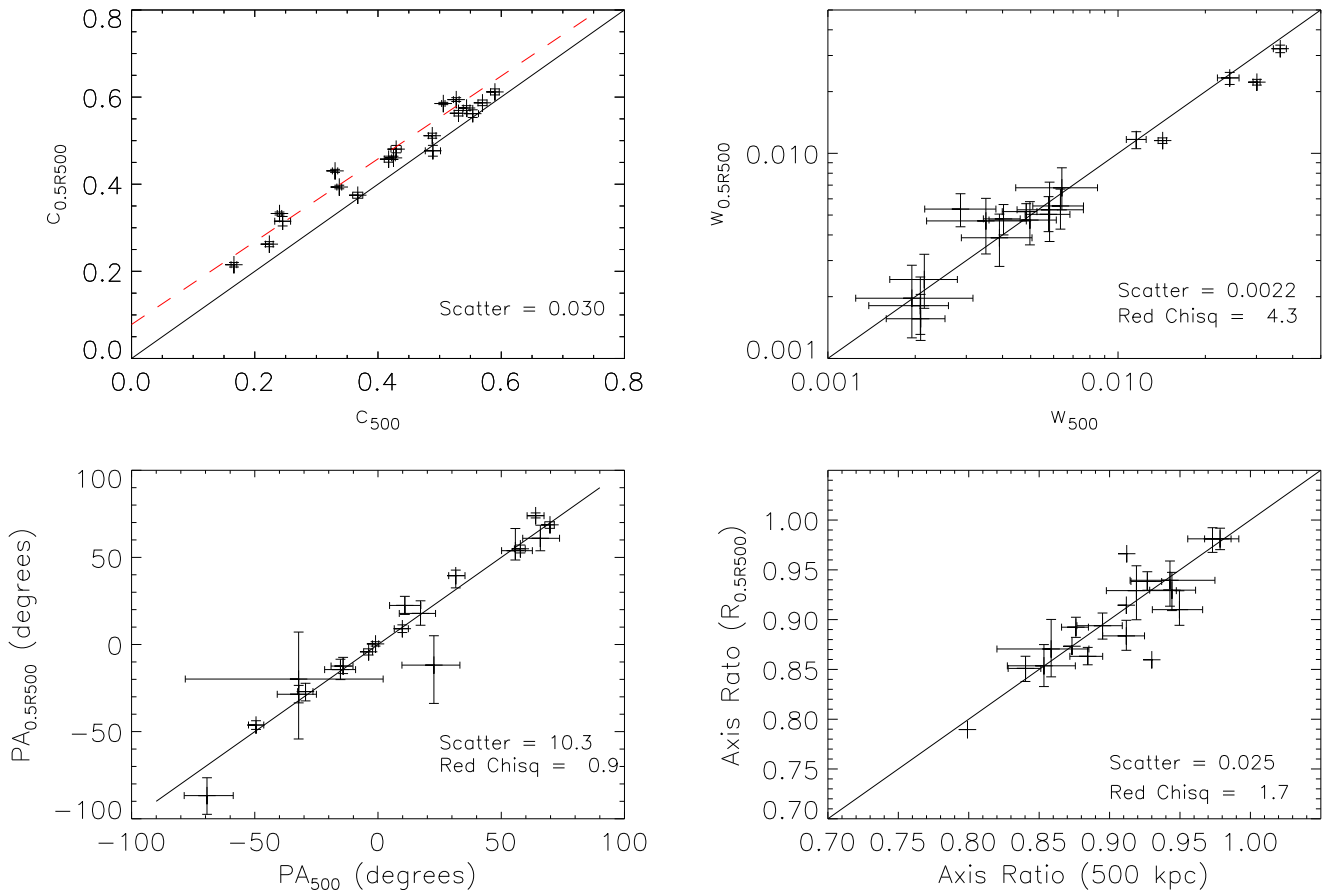 0.8
0.6
0.4
0.2
0.0
C0.5R500
Scatter = 0.030
0.0 0.2 0.4 0.6 0.8
C500
0.010
0.001
W0.5R500
Scatter = 0.0022
Red Chisq = 4.3
0.001 0.010
W500
100
50
0
−50
−100
PA0.5R500 (degrees)
Scatter = 10.3
Red Chisq = 0.9
−100 −50 0 50 100
PA500 (degrees)
1.00
0.95
0.90
0.85
0.80
0.75
0.70
Axis Ratio (R0.5R500)
Scatter = 0.025
Red Chisq = 1.7
0.70 0.75 0.80 0.85 0.90 0.95 1.00
Axis Ratio (500 kpc)